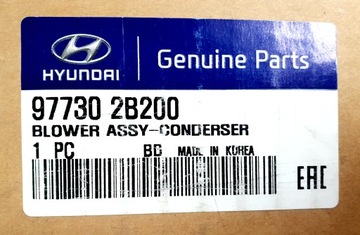 HYUNDAI
Genuine Parts
97730 2B200
BLOWER ASSY-CONDERSER
1 PC BD MADE IN KOREA
EAC